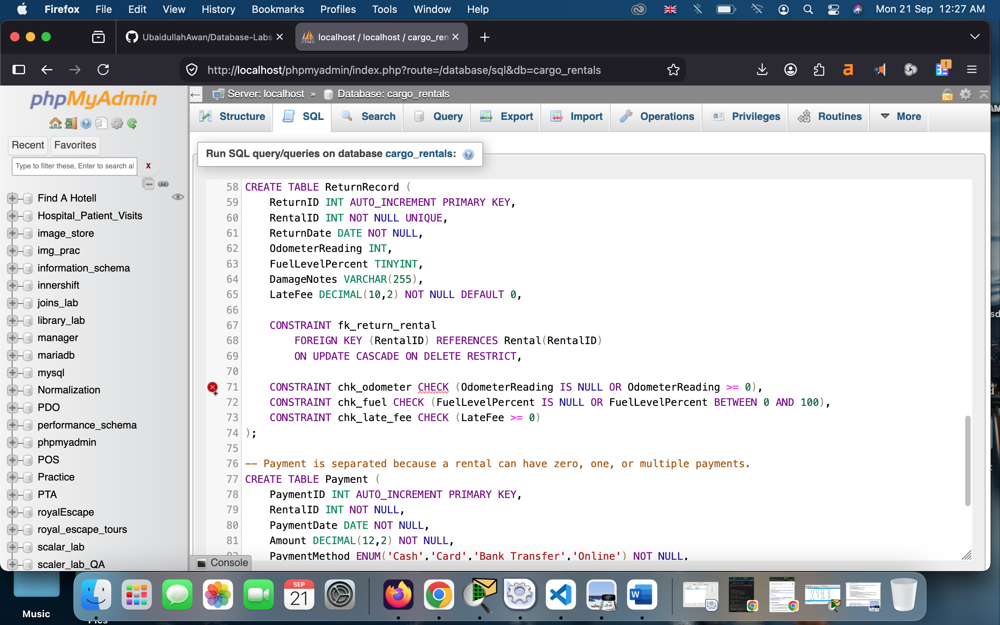 Firefox File Edit View History Bookmarks Profiles Tools Window Help Mon 21 Sep 12:27 AM
UbaidullahAwan/Database-Labs
localhost / localhost / cargo_ren
http://localhost/phpmyadmin/index.php?route=/database/sql&db=cargo_rentals
phpMyAdmin
Recent Favorites
Type to filter these, Enter to search al X
Find A Hotell
Hospital_Patient_Visits
image_store
img_prac
information_schema
innershift
joins_lab
library_lab
manager
mariadb
mysql
Normalization
PDO
performance_schema
phpmyadmin
POS
Practice
PTA
royalEscape
royal_escape_tours
scalar_lab
scaler_lab_QA
Server: localhost » Database: cargo_rentals
Structure SQL Search Query Export Import Operations Privileges Routines More
Run SQL query/queries on database cargo_rentals:
58 CREATE TABLE ReturnRecord (
59     ReturnID INT AUTO_INCREMENT PRIMARY KEY,
60     RentalID INT NOT NULL UNIQUE,
61     ReturnDate DATE NOT NULL,
62     OdometerReading INT,
63     FuelLevelPercent TINYINT,
64     DamageNotes VARCHAR(255),
65     LateFee DECIMAL(10,2) NOT NULL DEFAULT 0,
66
67     CONSTRAINT fk_return_rental
68         FOREIGN KEY (RentalID) REFERENCES Rental(RentalID)
69         ON UPDATE CASCADE ON DELETE RESTRICT,
70
71     CONSTRAINT chk_odometer CHECK (OdometerReading IS NULL OR OdometerReading >= 0),
72     CONSTRAINT chk_fuel CHECK (FuelLevelPercent IS NULL OR FuelLevelPercent BETWEEN 0 AND 100),
73     CONSTRAINT chk_late_fee CHECK (LateFee >= 0)
74 );
75
76 -- Payment is separated because a rental can have zero, one, or multiple payments.
77 CREATE TABLE Payment (
78     PaymentID INT AUTO_INCREMENT PRIMARY KEY,
79     RentalID INT NOT NULL,
80     PaymentDate DATE NOT NULL,
81     Amount DECIMAL(12,2) NOT NULL,
82     PaymentMethod ENUM('Cash','Card','Bank Transfer','Online') NOT NULL,
Console
SEP
21
Music